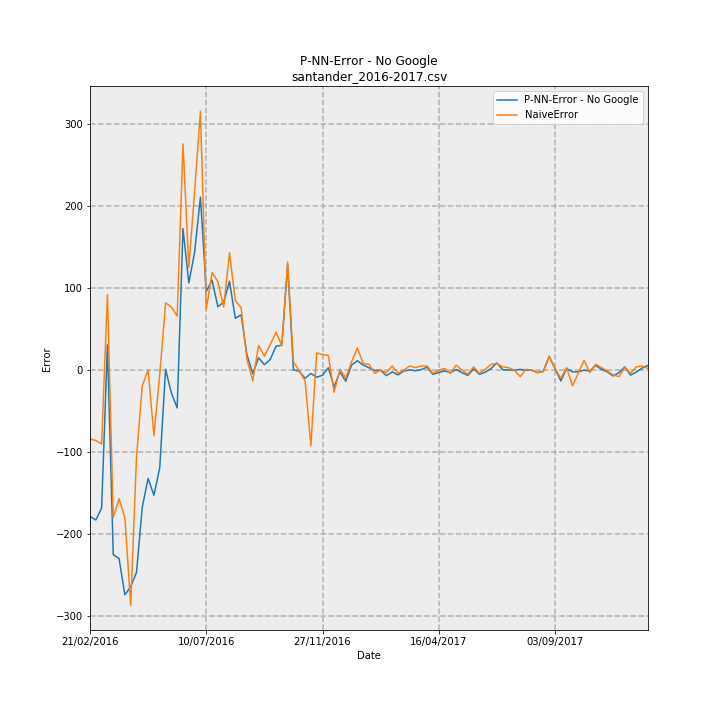 P-NN-Error - No Google
santander_2016-2017.csv
P-NN-Error - No Google
NaiveError
Error
300
200
100
0
−100
−200
−300
21/02/2016 10/07/2016 27/11/2016 16/04/2017 03/09/2017
Date